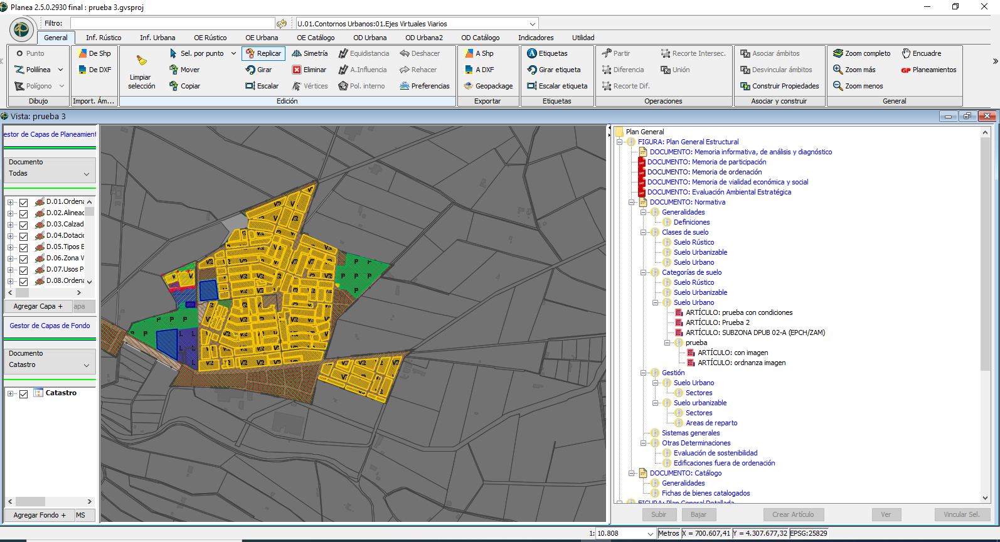 Planea 2.5.0.2930 final : prueba 3.gvsproj
Filtro:
U.01.Contornos Urbanos:01.Ejes Virtuales Viarios
General Inf. Rústico Inf. Urbana OE Rústico OE Urbana OE Catálogo OD Urbana OD Urbana2 OD Catálogo Indicadores Utilidad
Punto De Shp Sel. por punto Replicar Simetría Equidistancia Deshacer A Shp Etiquetas Partir Recorte Intersec. Asociar ámbitos Zoom completo Encuadre
Polilínea De DXF Mover Girar Eliminar A.Influencia Rehacer A DXF Girar etiqueta Diferencia Unión Desvincular ámbitos Zoom más GP Planeamientos
Limpiar selección
Polígono Copiar Escalar Vértices Pol. interno Preferencias Geopackage Escalar etiqueta Recorte Dif. Construir Propiedades Zoom menos
Dibujo Import. Ám... Edición Exportar Etiquetas Operaciones Asociar y construir General
Vista: prueba 3
estor de Capas de Planeamient
Documento
Todas
D.01.Ordena
D.02.Alineac
D.03.Calzad
D.04.Dotacio
D.05.Tipos E
D.06.Zona V
D.07.Usos P
D.08.Ordena
Agregar Capa + apa
Gestor de Capas de Fondo
Documento
Catastro
Catastro
Agregar Fondo + MS
Plan General
FIGURA: Plan General Estructural
DOCUMENTO: Memoria informativa, de análisis y diagnóstico
DOCUMENTO: Memoria de participación
DOCUMENTO: Memoria de ordenación
DOCUMENTO: Memoria de vialidad económica y social
DOCUMENTO: Evaluación Ambiental Estratégica
DOCUMENTO: Normativa
Generalidades
Definiciones
Clases de suelo
Suelo Rústico
Suelo Urbanizable
Suelo Urbano
Categorías de suelo
Suelo Rústico
Suelo Urbanizable
Suelo Urbano
ARTÍCULO: prueba con condiciones
ARTÍCULO: Prueba 2
ARTÍCULO: SUBZONA DPUB 02-A (EPCH/ZAM)
prueba
ARTÍCULO: con imagen
ARTÍCULO: ordnanza imagen
Gestión
Suelo Urbano
Sectores
Suelo urbanizable
Sectores
Areas de reparto
Sistemas generales
Otras Determinaciones
Evaluación de sostenibilidad
Edificaciones fuera de ordenación
DOCUMENTO: Catálogo
Generalidades
Fichas de bienes catalogados
FIGURA: Plan General Detallada
Subir Bajar Crear Artículo Ver Vincular Sel.
1: 10.808 Metros X = 700.607,41 Y = 4.307.677,32 EPSG:25829